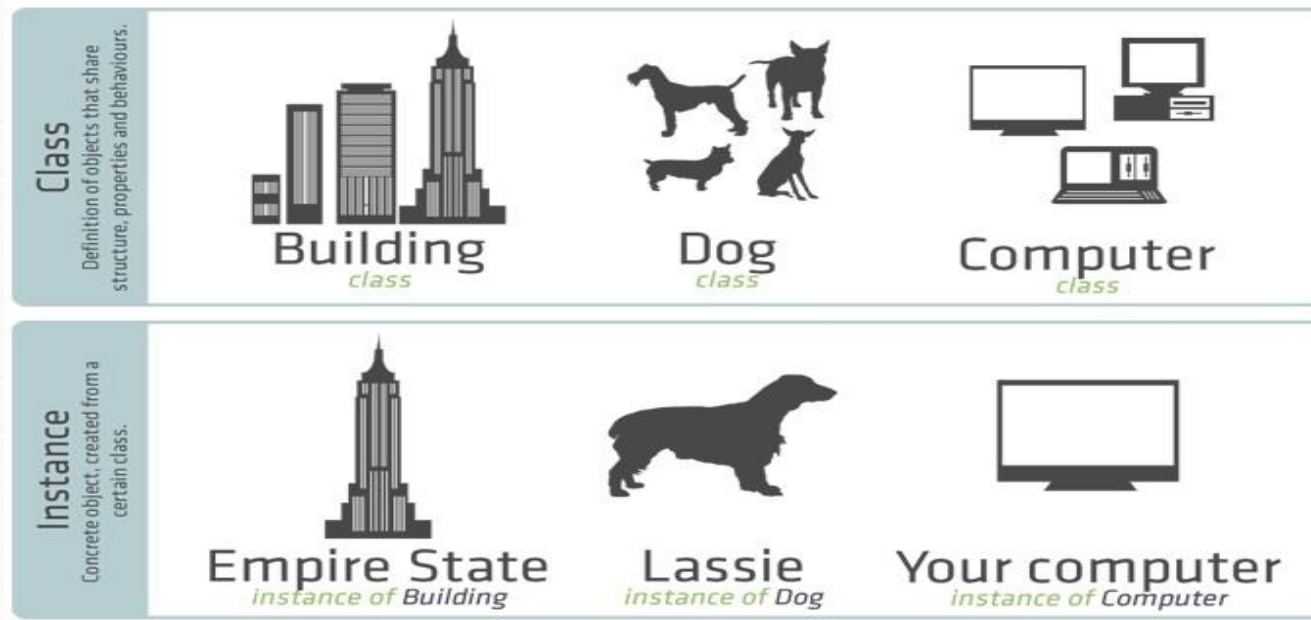 Class
Definition of objects that share
structure, properties and behaviours.
Building
class
Dog
class
Computer
class
Instance
Concrete object, created from a
certain class.
Empire State
instance of Building
Lassie
instance of Dog
Your computer
instance of Computer